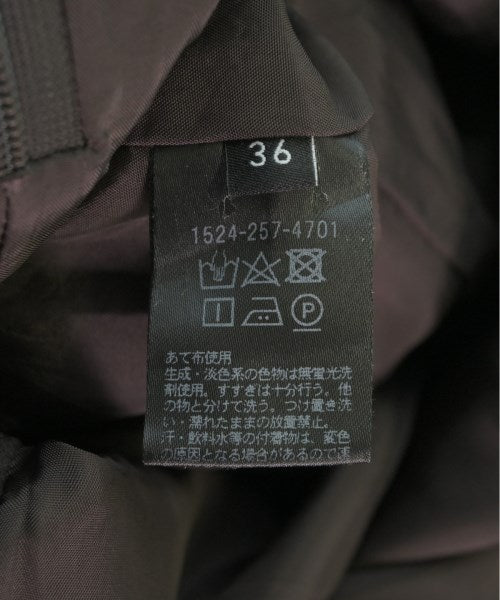 36
1524-257-4701
P
あて布使用
生成・淡色系の色物は無蛍光洗
剤使用。すすぎは十分行う。他
の物と分けて洗う。つけ置き洗
い・濡れたままの放置禁止。
汗・飲料水等の付着物は、変色
の原因となる場合があるので速